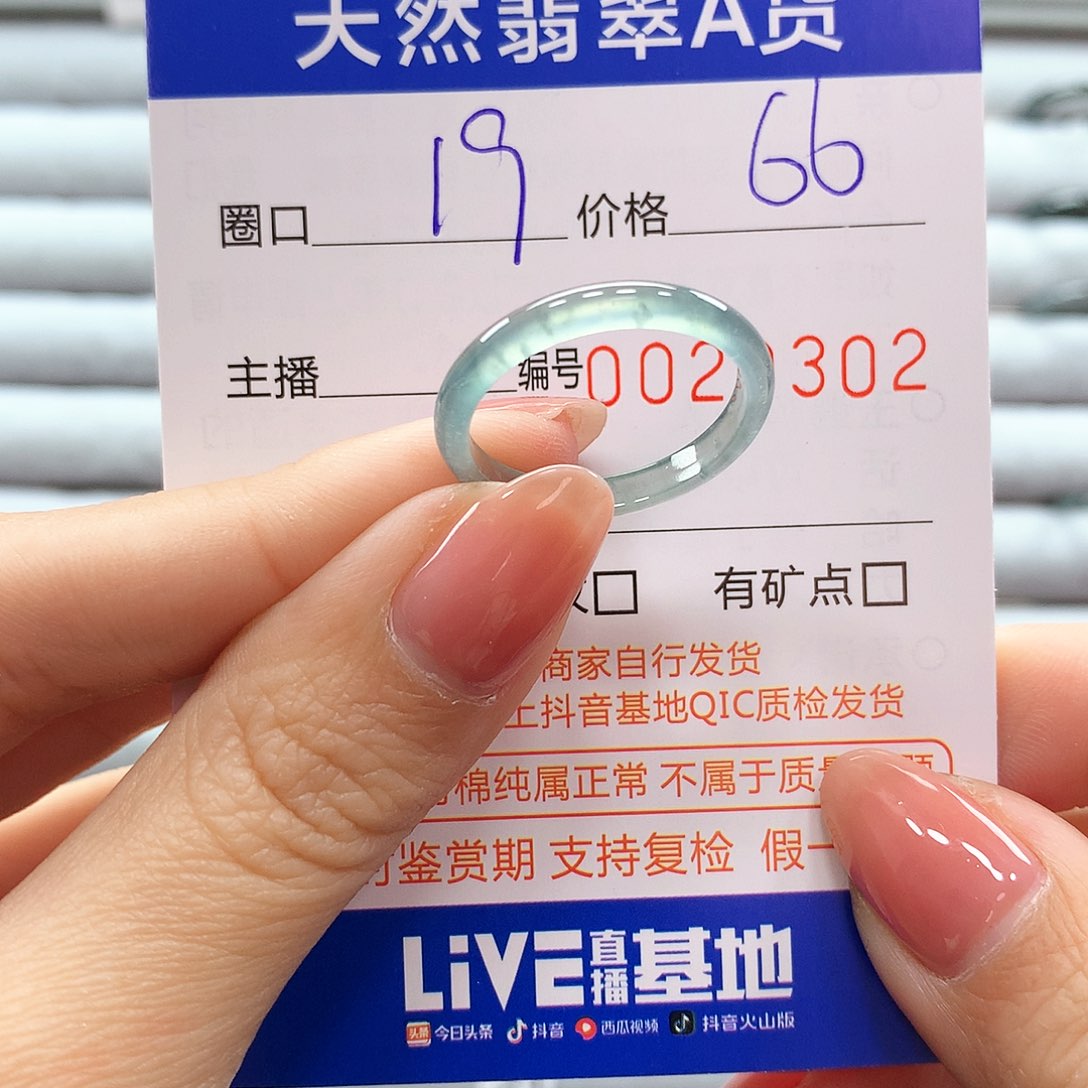 天然翡翠A货
圈口 19 价格 66
主播 编号 002 302
有矿点
商家自行发货
抖音基地QIC质检发货
棉纯属正常 不属于质
鉴赏期 支持复检 假一
LiVE直播基地
头条 今日头条 抖音 西瓜视频 抖音火山版